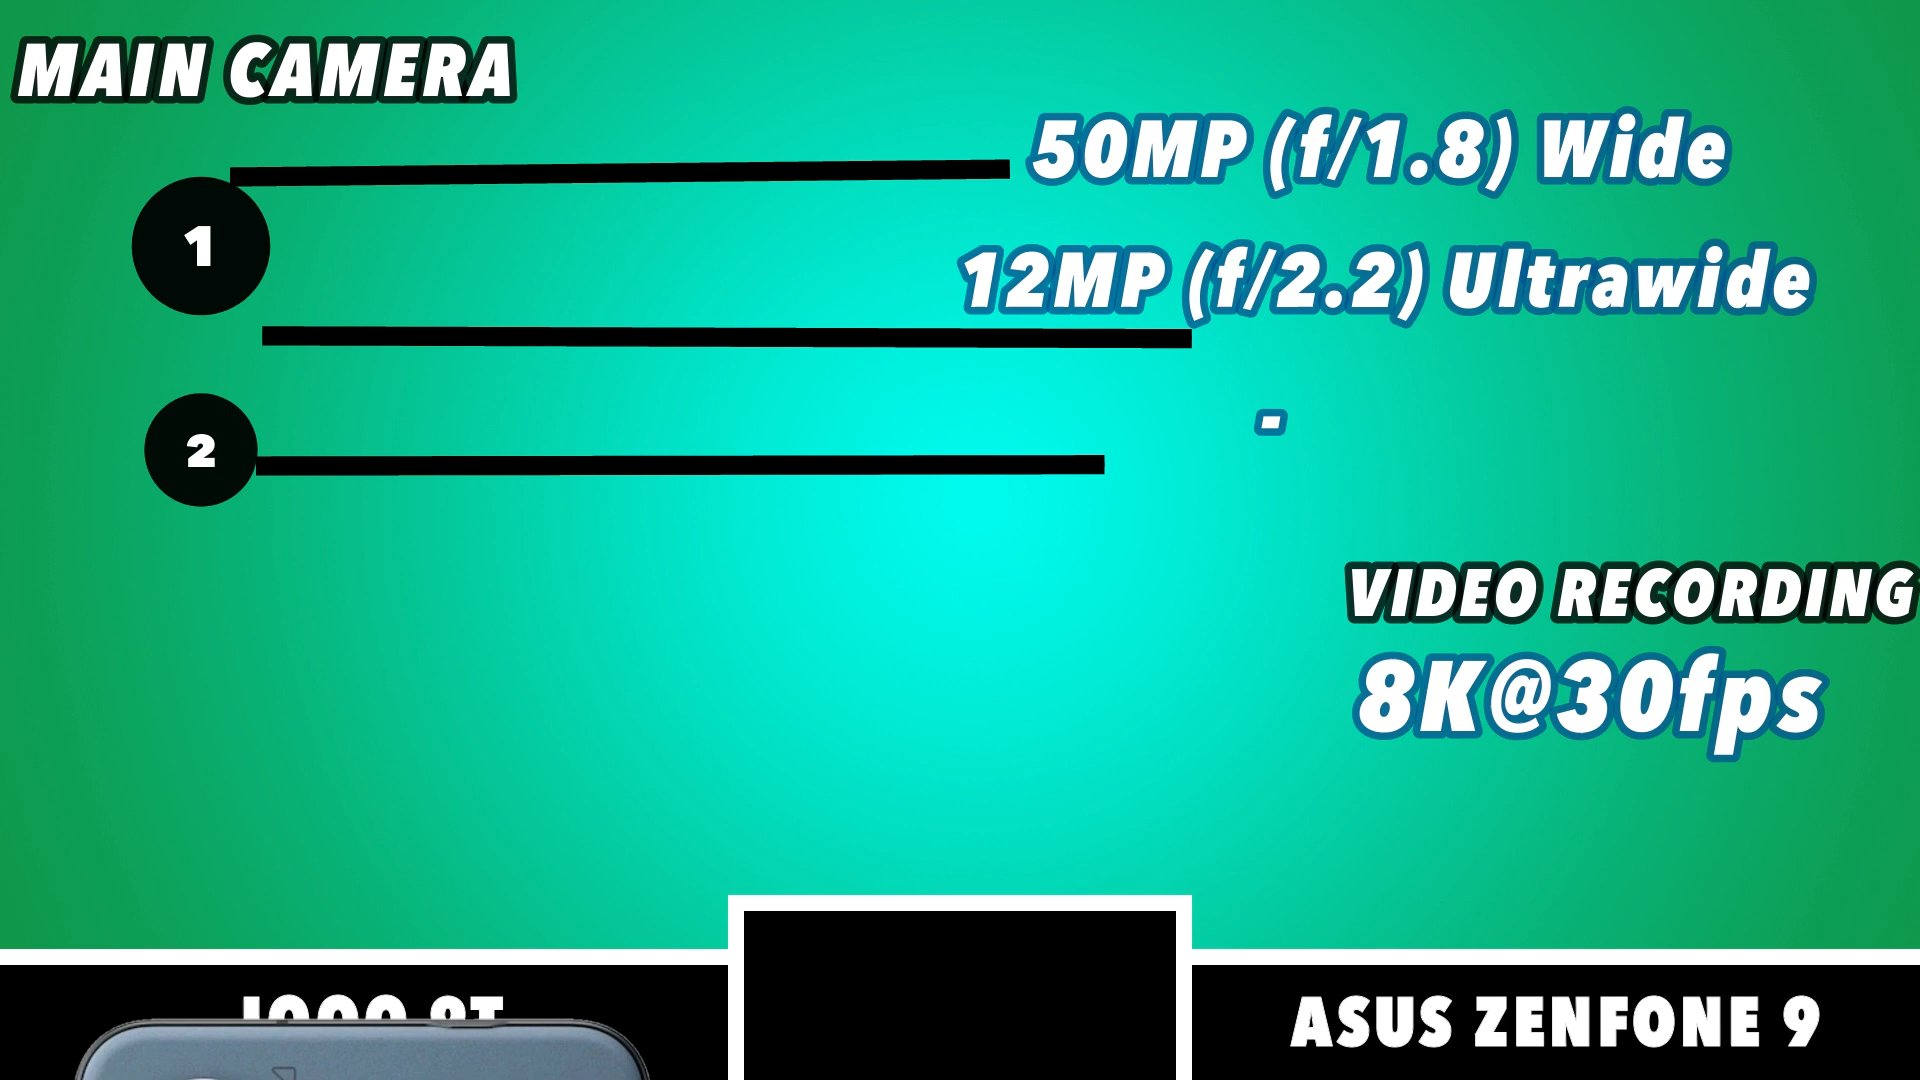 MAIN CAMERA
50MP (f/1.8) Wide
1
12MP (f/2.2) Ultrawide
-
2
VIDEO RECORDING
8K@30fps
ASUS ZENFONE 9